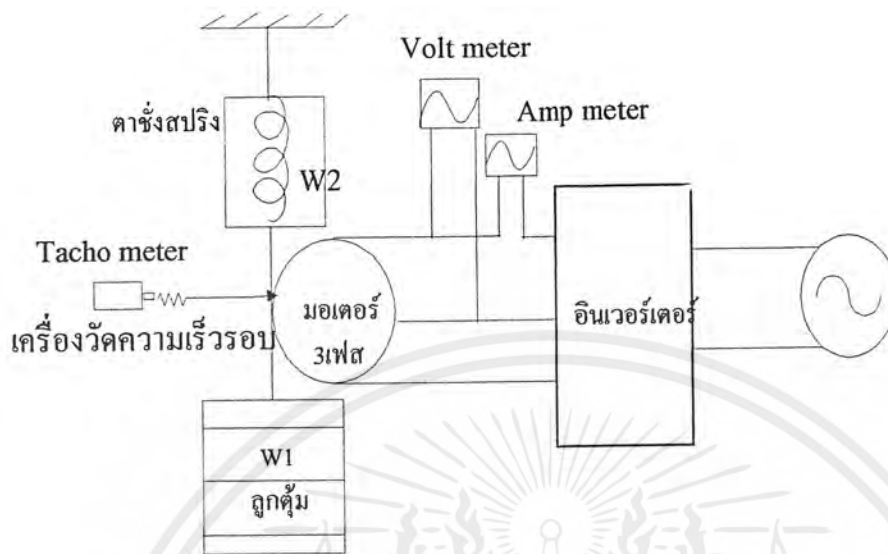 Volt meter
Amp meter
ตาชั่งสปริง
W2
Tacho meter
เครื่องวัดความเร็วรอบ
มอเตอร์
3เฟส
อินเวอร์เตอร์
W1
ลูกตุ้ม